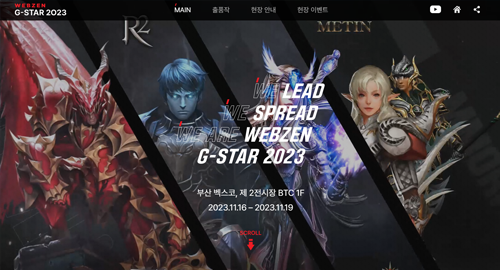 WEBZEN
G-STAR 2023
MAIN
출품작
현장 안내
현장 이벤트
R2
METIN
WE LEAD
WE SPREAD
WE ARE WEBZEN
G-STAR 2023
부산 벡스코, 제 2전시장 BTC 1F
2023.11.16 – 2023.11.19
SCROLL